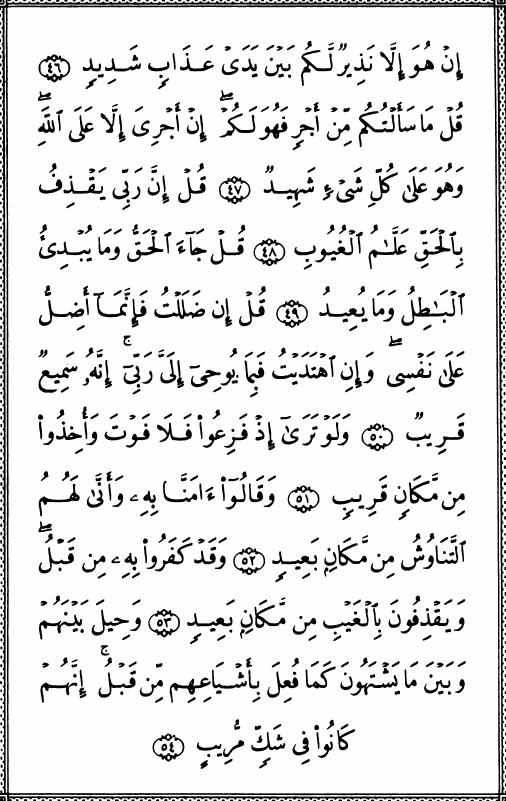 إِنْ هُوَ إِلَّا نَذِيرٌ لَّكُم بَيْنَ يَدَىْ عَذَابٍ شَدِيدٍ ٤٦
قُلْ مَا سَأَلْتُكُم مِّنْ أَجْرٍ فَهُوَ لَكُمْ ۖ إِنْ أَجْرِىَ إِلَّا عَلَى ٱللَّهِ ۖ
وَهُوَ عَلَىٰ كُلِّ شَىْءٍ شَهِيدٌ ٤٧ قُلْ إِنَّ رَبِّى يَقْذِفُ
بِٱلْحَقِّ عَلَّـٰمُ ٱلْغُيُوبِ ٤٨ قُلْ جَآءَ ٱلْحَقُّ وَمَا يُبْدِئُ
ٱلْبَـٰطِلُ وَمَا يُعِيدُ ٤٩ قُلْ إِن ضَلَلْتُ فَإِنَّمَآ أَضِلُّ
عَلَىٰ نَفْسِى ۖ وَإِنِ ٱهْتَدَيْتُ فَبِمَا يُوحِىٓ إِلَىَّ رَبِّىٓ ۚ إِنَّهُۥ سَمِيعٌ
قَرِيبٌ ٥٠ وَلَوْ تَرَىٰٓ إِذْ فَزِعُوا۟ فَلَا فَوْتَ وَأُخِذُوا۟
مِن مَّكَانٍ قَرِيبٍ ٥١ وَقَالُوٓا۟ ءَامَنَّا بِهِۦ وَأَنَّىٰ لَهُمُ
ٱلتَّنَاوُشُ مِن مَّكَانٍۭ بَعِيدٍ ٥٢ وَقَدْ كَفَرُوا۟ بِهِۦ مِن قَبْلُ ۖ
وَيَقْذِفُونَ بِٱلْغَيْبِ مِن مَّكَانٍۭ بَعِيدٍ ٥٣ وَحِيلَ بَيْنَهُمْ
وَبَيْنَ مَا يَشْتَهُونَ كَمَا فُعِلَ بِأَشْيَاعِهِم مِّن قَبْلُ ۚ إِنَّهُمْ
كَانُوا۟ فِى شَكٍّ مُّرِيبٍۭ ٥٤